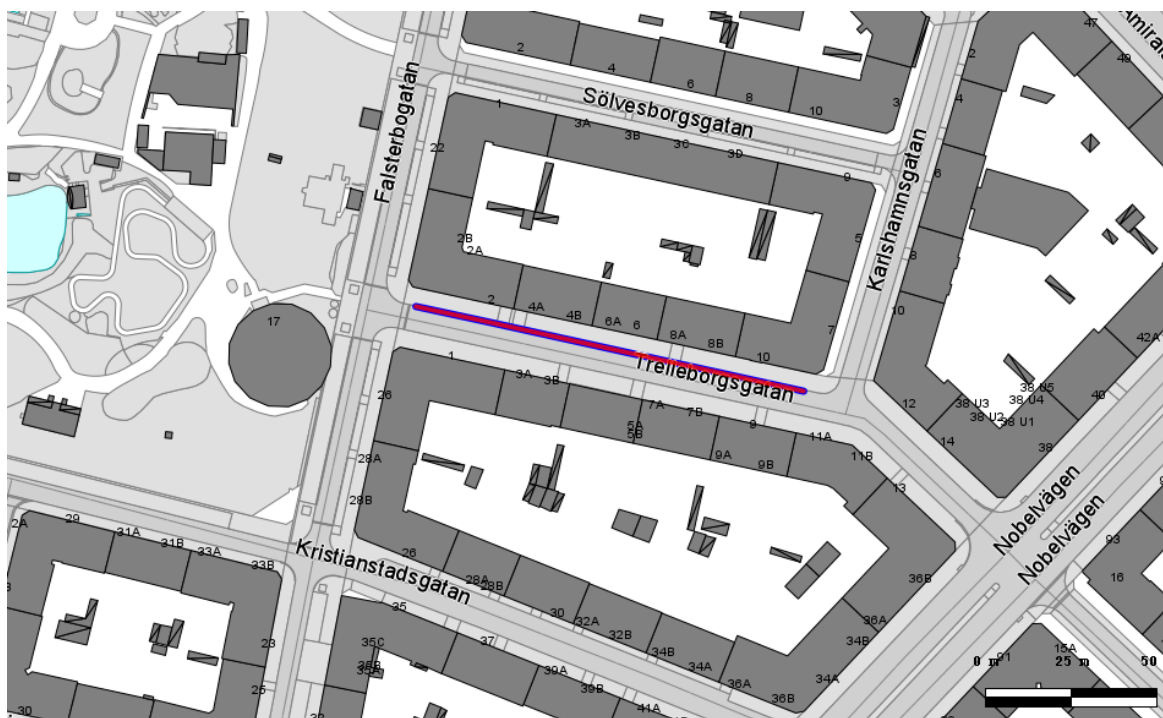 47
Amiral
49
2
4
6
8
10
3
2
4
Sölvesborgsgatan
1
3A
3B
3C
3D
9
22
Falsterbogatan
Karlshamnsgatan
6
2B
2A
5
8
10
17
2
4A
4B
6A
6
8A
8B
10
7
42A
Trelleborgsgatan
1
3A
3B
26
7A
7B
9
5A
5B
11A
11B
9A
9B
12
14
38 U5
38 U4
38 U3
38 U2
38 U1
40
38
13
28A
28B
Nobelvägen
Nobelvägen
2A
29
31A
31B
33A
33B
Kristianstadsgatan
26
28A
28B
30
32A
32B
34B
34A
36A
36B
36B
36A
34B
34A
93
16
35
37
35C
35B
35A
39A
39B
41A
23
25
30
91
15A
0 m 25 m 50